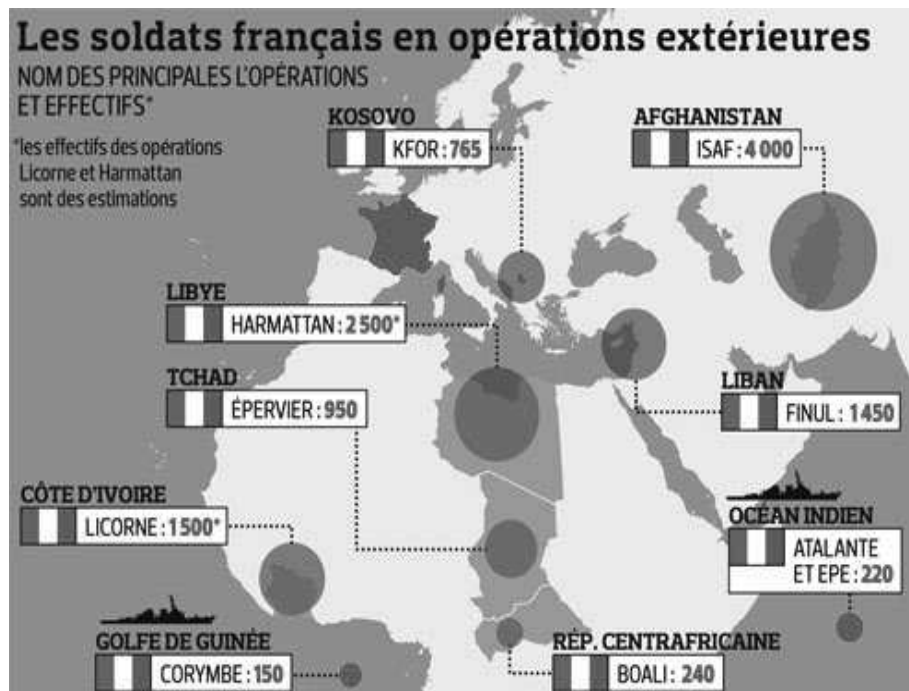 Les soldats français en opérations extérieures
NOM DES PRINCIPALES L'OPÉRATIONS
ET EFFECTIFS*
*les effectifs des opérations
Licorne et Harmattan
sont des estimations
KOSOVO
KFOR : 765
AFGHANISTAN
ISAF : 4 000
LIBYE
HARMATTAN : 2 500*
TCHAD
ÉPERVIER : 950
LIBAN
FINUL : 1 450
CÔTE D'IVOIRE
LICORNE : 1 500*
OCÉAN INDIEN
ATALANTE
ET EPE : 220
GOLFE DE GUINÉE
CORYMBE : 150
RÉP. CENTRAFRICAINE
BOALI : 240